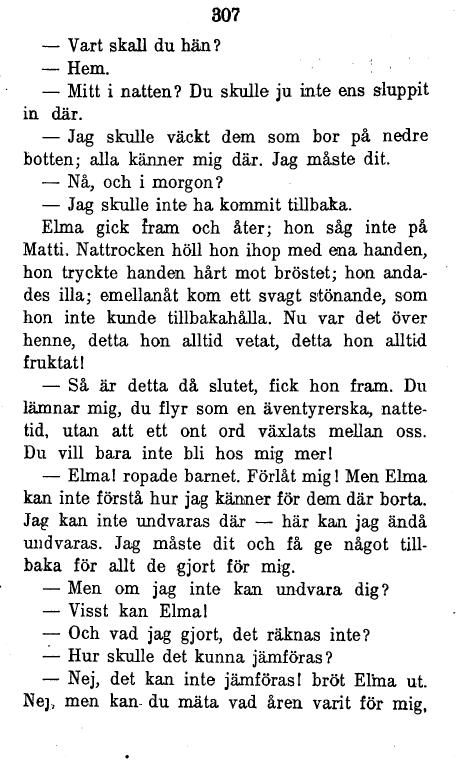 307
— Vart skall du hän?
— Hem.
— Mitt i natten? Du skulle ju inte ens sluppit
in där.
— Jag skulle väckt dem som bor på nedre
botten; alla känner mig där. Jag måste dit.
— Nå, och i morgon?
— Jag skulle inte ha kommit tillbaka.
Elma gick fram och åter; hon såg inte på
Matti. Nattrocken höll hon ihop med ena handen,
hon tryckte handen hårt mot bröstet; hon anda-
des illa; emellanåt kom ett svagt stönande, som
hon inte kunde tillbakahålla. Nu var det över
henne, detta hon alltid vetat, detta hon alltid
fruktat!
— Så är detta då slutet, fick hon fram. Du
lämnar mig, du flyr som en äventyrerska, natte-
tid, utan att ett ont ord växlats mellan oss.
Du vill bara inte bli hos mig mer!
— Elma! ropade barnet. Förlåt mig! Men Elma
kan inte förstå hur jag känner för dem där borta.
Jag kan inte undvaras där — här kan jag ändå
undvaras. Jag måste dit och få ge något till-
baka för allt de gjort för mig.
— Men om jag inte kan undvara dig?
— Visst kan Elma!
— Och vad jag gjort, det räknas inte?
— Hur skulle det kunna jämföras?
— Nej, det kan inte jämföras! bröt Elma ut.
Nej, men kan du mäta vad åren varit för mig,